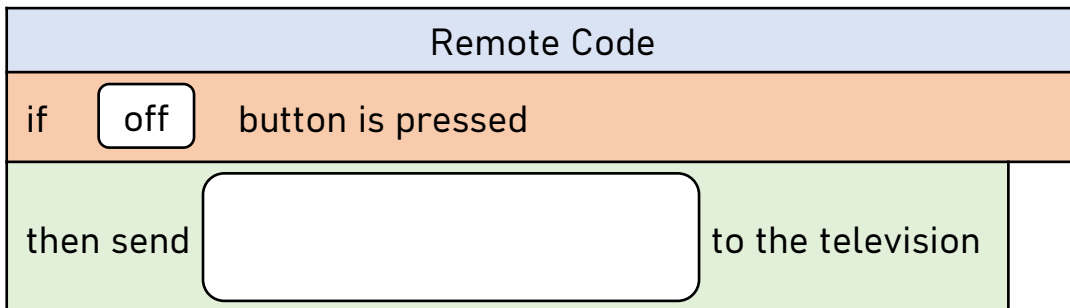 Remote Code
if off button is pressed
then send to the television